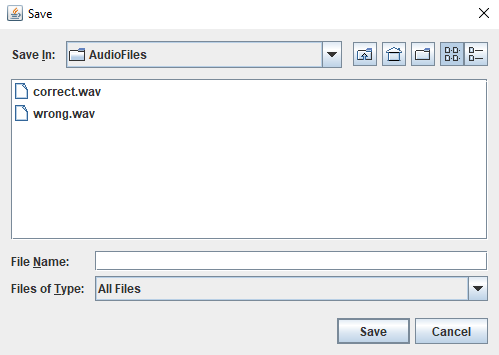 Save
Save In: AudioFiles
correct.wav
wrong.wav
File Name:
Files of Type: All Files
Save Cancel